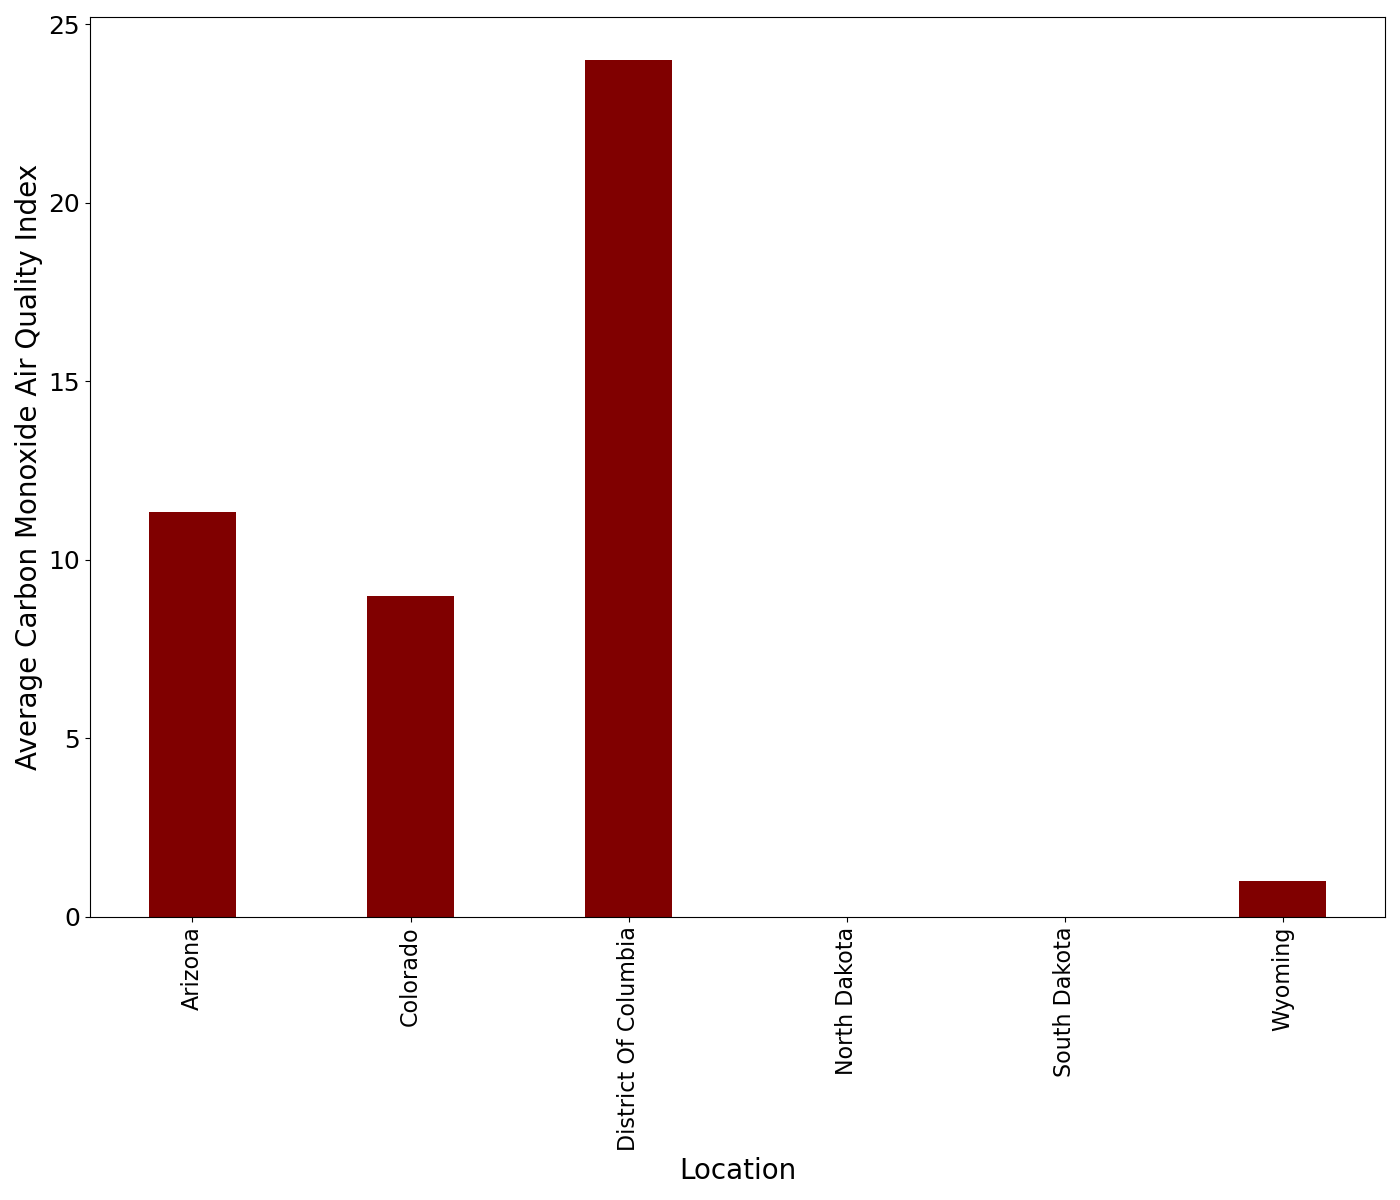 Average Carbon Monoxide Air Quality Index
25
20
15
10
5
0
Arizona
Colorado
District Of Columbia
North Dakota
South Dakota
Wyoming
Location